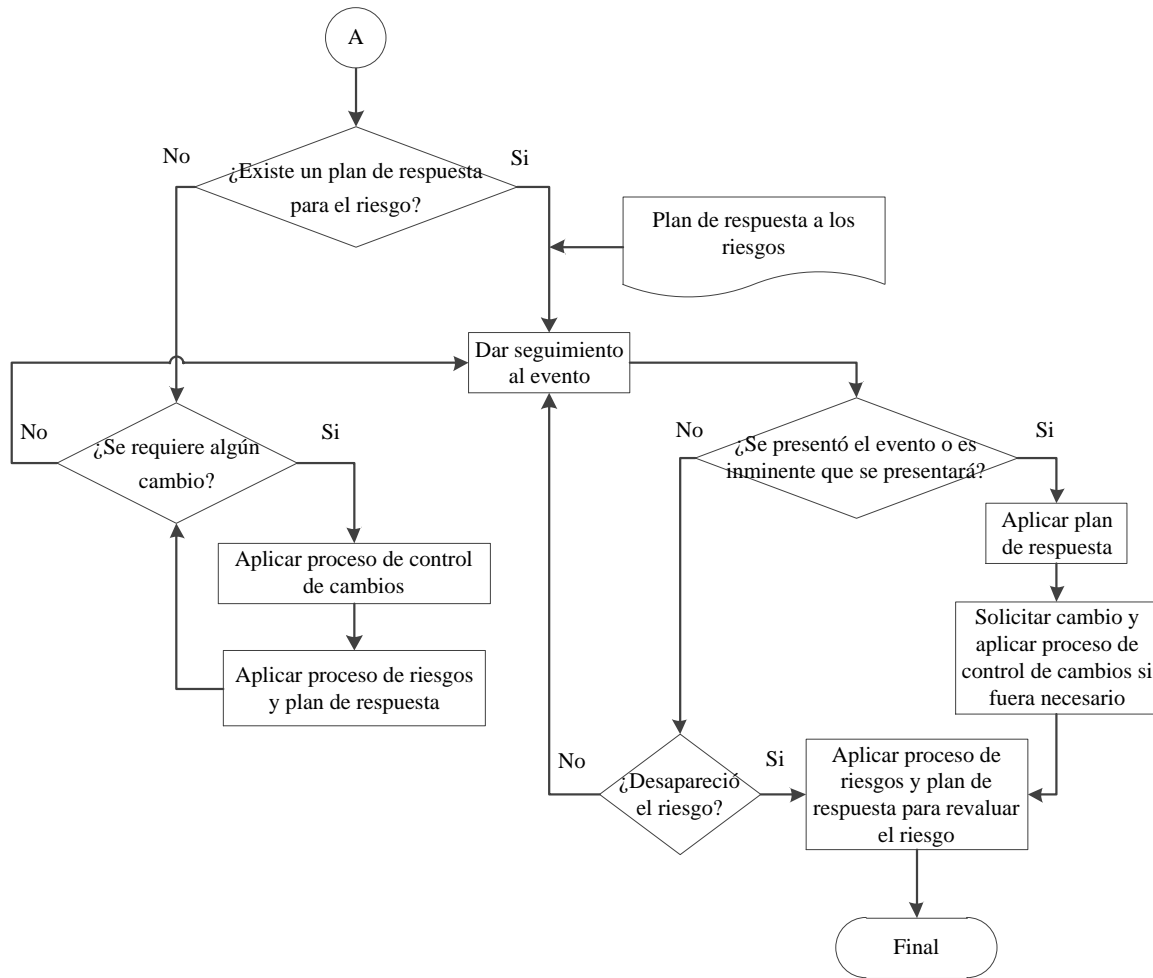 A
No
Si
¿Existe un plan de respuesta
para el riesgo?
Plan de respuesta a los
riesgos
Dar seguimiento
al evento
No
Si
¿Se requiere algún
cambio?
No
Si
¿Se presentó el evento o es
inminente que se presentará?
Aplicar proceso de control
de cambios
Aplicar plan
de respuesta
Aplicar proceso de riesgos
y plan de respuesta
Solicitar cambio y
aplicar proceso de
control de cambios si
fuera necesario
No
Si
¿Desapareció
el riesgo?
Aplicar proceso de
riesgos y plan de
respuesta para revaluar
el riesgo
Final